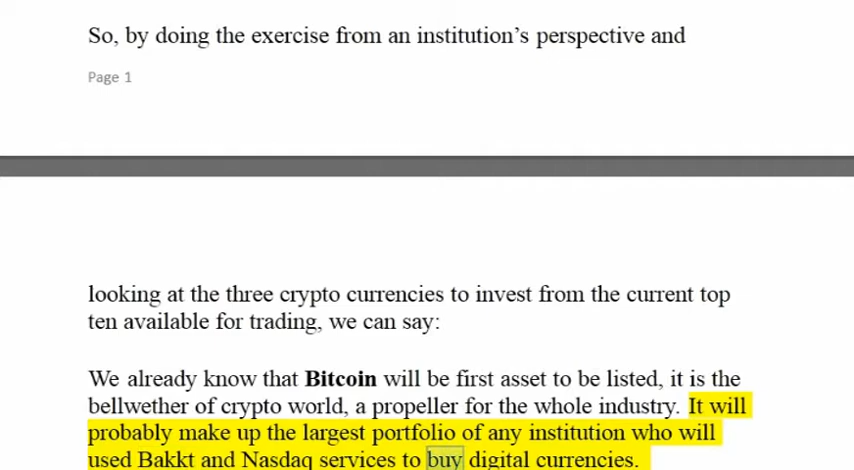 So, by doing the exercise from an institution’s perspective and
Page 1
looking at the three crypto currencies to invest from the current top
ten available for trading, we can say:
We already know that Bitcoin will be first asset to be listed, it is the
bellwether of crypto world, a propeller for the whole industry. It will
probably make up the largest portfolio of any institution who will
used Bakkt and Nasdaq services to buy digital currencies.